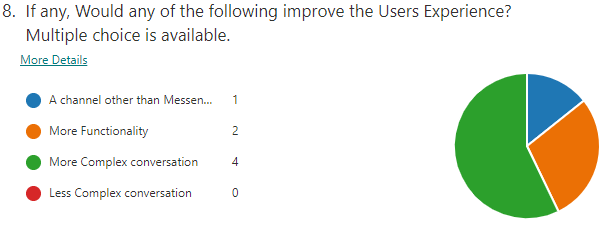 8. If any, Would any of the following improve the Users Experience?
Multiple choice is available.
More Details
A channel other than Messen... 1
More Functionality 2
More Complex conversation 4
Less Complex conversation 0